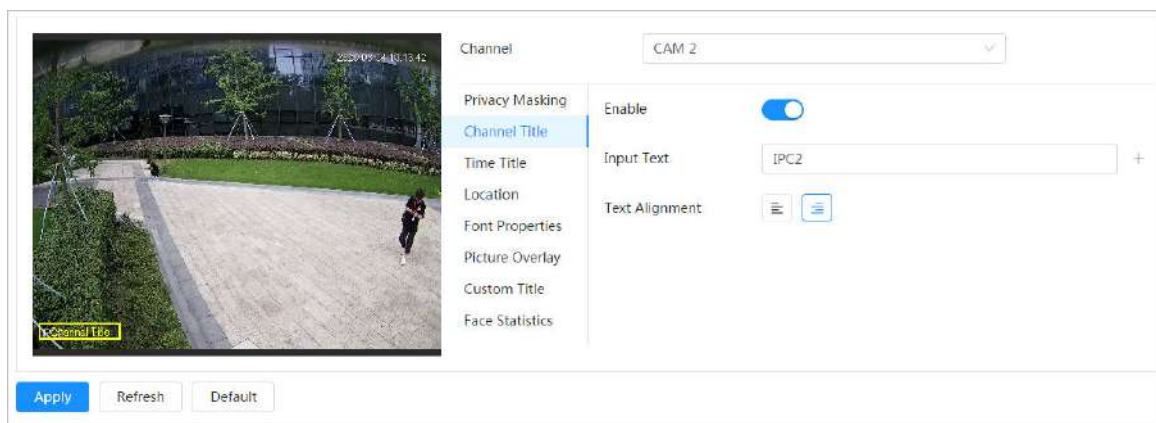 Channel
CAM 2
Privacy Masking
Channel Title
Time Title
Location
Font Properties
Picture Overlay
Custom Title
Face Statistics
Enable
Input Text
IPC2
Text Alignment
Channel Title
Apply
Refresh
Default